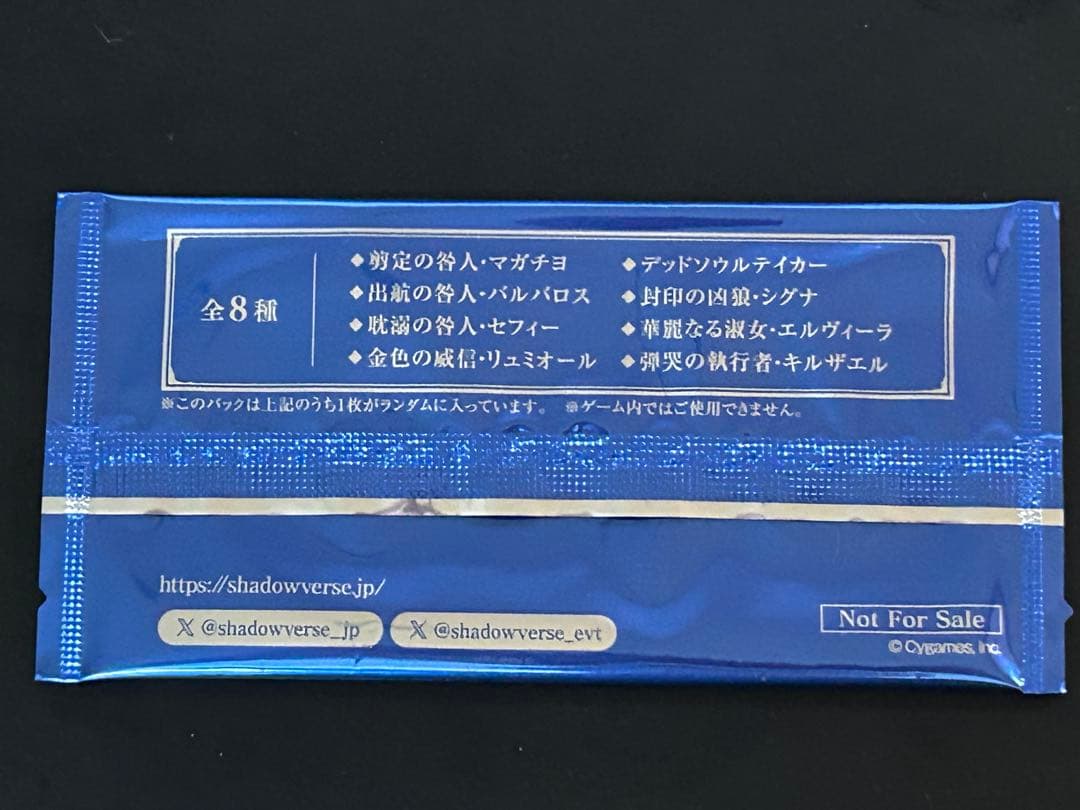 全8種
◆剪定の咎人・マガチヨ
◆出航の咎人・バルバロス
◆耽溺の咎人・セフィー
◆金色の威信・リュミオール
◆デッドソウルテイカー
◆封印の凶狼・シグナ
◆華麗なる淑女・エルヴィーラ
◆弾哭の執行者・キルザエル
※このパックは上記のうち1枚がランダムに入っています。 ※ゲーム内ではご使用できません。
https://shadowverse.jp/
X @shadowverse_jp
X @shadowverse_evt
Not For Sale
© Cygames, Inc.